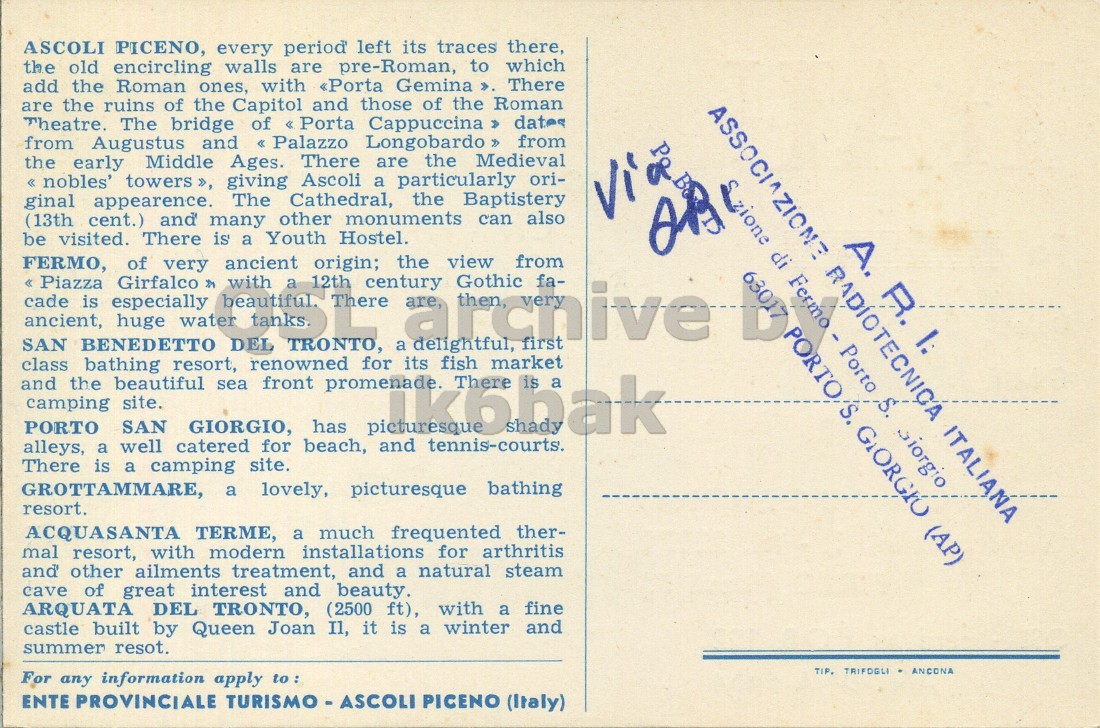 ASCOLI PICENO, every period left its traces there,
the old encircling walls are pre-Roman, to which
add the Roman ones, with «Porta Gemina ». There
are the ruins of the Capitol and those of the Roman
Theatre. The bridge of « Porta Cappuccina » dates
from Augustus and « Palazzo Longobardo » from
the early Middle Ages. There are the Medieval
« nobles' towers », giving Ascoli a particularly ori-
ginal appearence. The Cathedral, the Baptistery
(13th cent.) and many other monuments can also
be visited. There is a Youth Hostel.
FERMO, of very ancient origin; the view from
« Piazza Girfalco » with a 12th century Gothic fa-
cade is especially beautiful. There are, then, very
ancient, huge water tanks.
SAN BENEDETTO DEL TRONTO, a delightful, first
class bathing resort, renowned for its fish market
and the beautiful sea front promenade. There is a
camping site.
PORTO SAN GIORGIO, has picturesque shady
alleys, a well catered for beach, and tennis-courts.
There is a camping site.
GROTTAMMARE, a lovely, picturesque bathing
resort.
ACQUASANTA TERME, a much frequented ther-
mal resort, with modern installations for arthritis
and other ailments treatment, and a natural steam
cave of great interest and beauty.
ARQUATA DEL TRONTO, (2500 ft), with a fine
castle built by Queen Joan II, it is a winter and
summer resot.
For any information apply to :
ENTE PROVINCIALE TURISMO - ASCOLI PICENO (Italy)
A. R. I.
ASSOCIAZIONE RADIOTECNICA ITALIANA
Sezione di Fermo - Porto S. Giorgio
63017 PORTO S. GIORGIO (AP)
Via
TIP. TRIFOGLI - ANCONA
QSL archive by
ik6bak